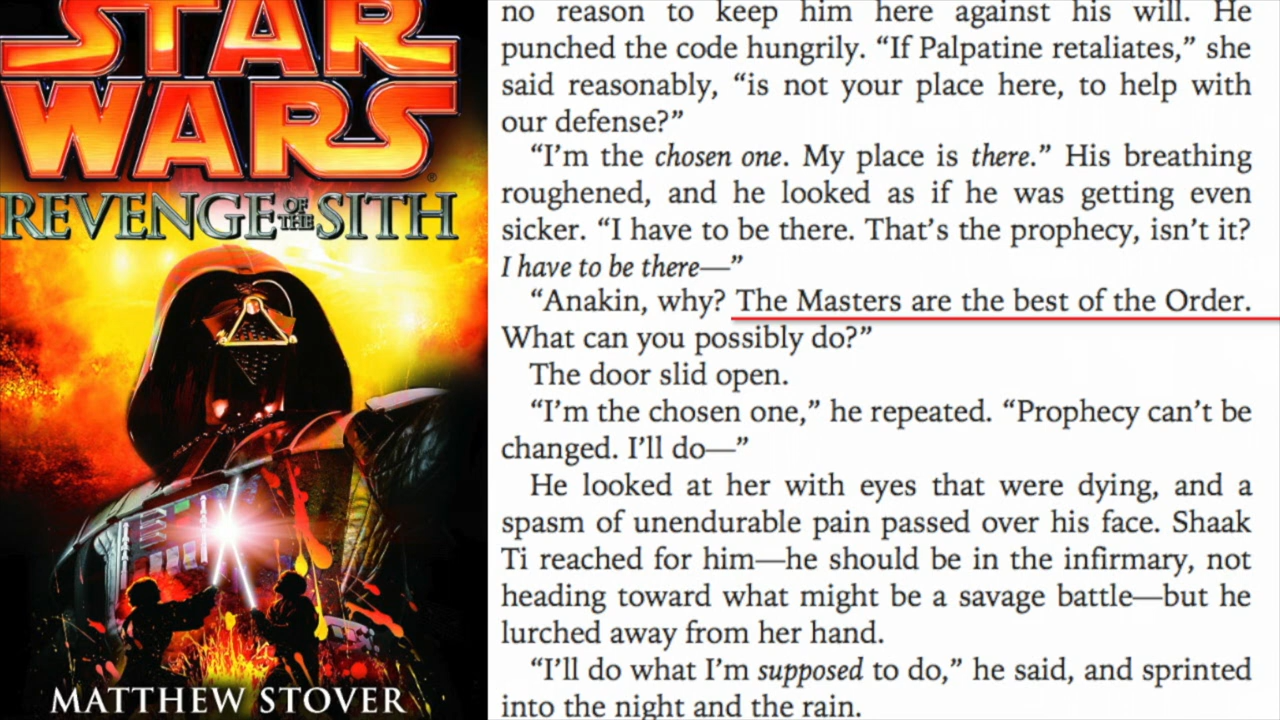 STAR
WARS
REVENGE OF THE SITH
MATTHEW STOVER
no reason to keep him here against his will. He
punched the code hungrily. “If Palpatine retaliates,” she
said reasonably, “is not your place here, to help with
our defense?”
“I’m the chosen one. My place is there.” His breathing
roughened, and he looked as if he was getting even
sicker. “I have to be there. That’s the prophecy, isn’t it?
I have to be there—”
“Anakin, why? The Masters are the best of the Order.
What can you possibly do?”
The door slid open.
“I’m the chosen one,” he repeated. “Prophecy can’t be
changed. I’ll do—”
He looked at her with eyes that were dying, and a
spasm of unendurable pain passed over his face. Shaak
Ti reached for him—he should be in the infirmary, not
heading toward what might be a savage battle—but he
lurched away from her hand.
“I’ll do what I’m supposed to do,” he said, and sprinted
into the night and the rain.